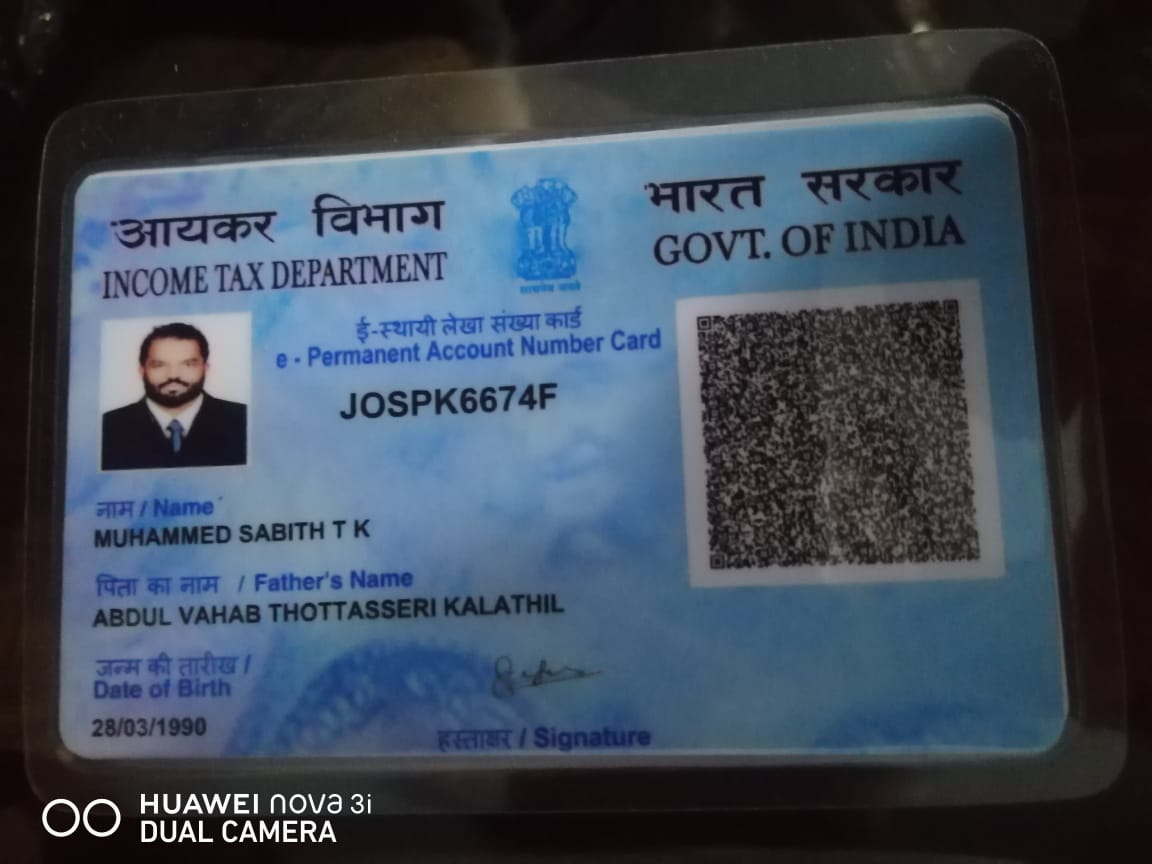 आयकर विभाग
INCOME TAX DEPARTMENT
भारत सरकार
GOVT. OF INDIA
सत्यमेव जयते
ई-स्थायी लेखा संख्या कार्ड
e - Permanent Account Number Card
JOSPK6674F
नाम / Name
MUHAMMED SABITH T K
पिता का नाम / Father's Name
ABDUL VAHAB THOTTASSERI KALATHIL
जन्म की तारीख /
Date of Birth
28/03/1990
हस्ताक्षर / Signature
HUAWEI nova 3i
DUAL CAMERA